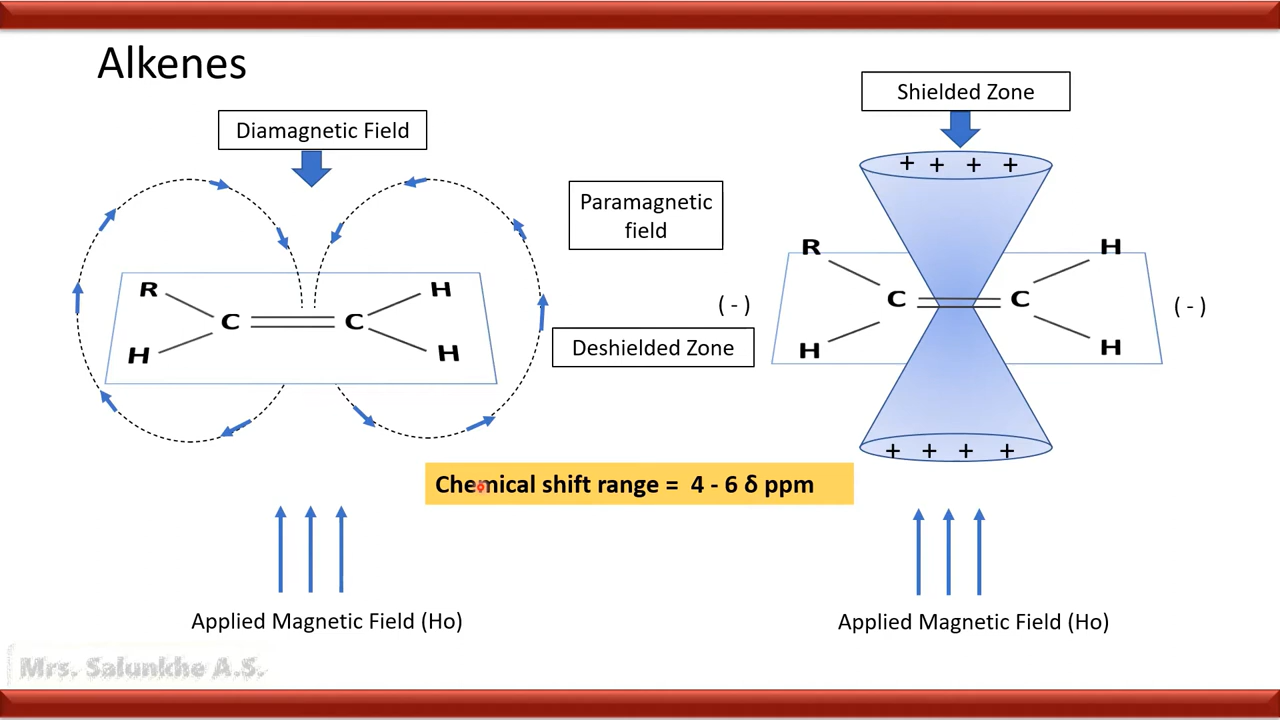 Alkenes
Diamagnetic Field
Paramagnetic
field
Deshielded Zone
R
H
C
C
H
H
Shielded Zone
+ + + +
R
H
C
C
H
H
( - )
( - )
+ + + +
Chemical shift range = 4 - 6 δ ppm
Applied Magnetic Field (Ho)
Applied Magnetic Field (Ho)
Mrs. Salunkhe A.S.